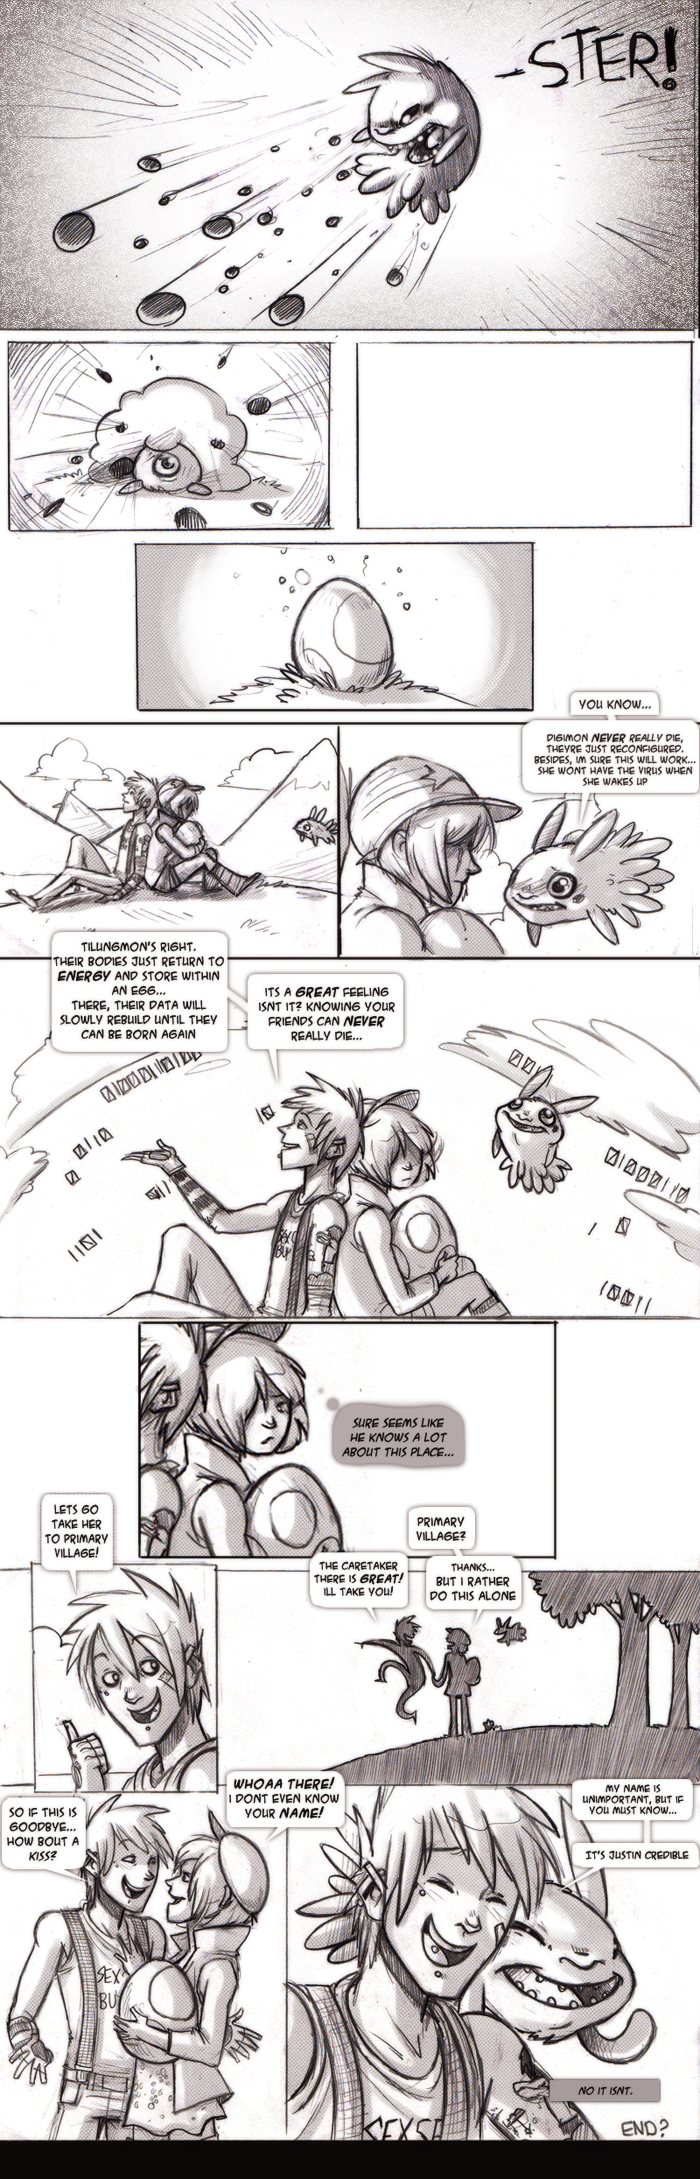 -STER!
YOU KNOW...
DIGIMON NEVER REALLY DIE,
THEYRE JUST RECONFIGURED.
BESIDES, IM SURE THIS WILL WORK...
SHE WONT HAVE THE VIRUS WHEN
SHE WAKES UP
TILUNGMON'S RIGHT.
THEIR BODIES JUST RETURN TO
ENERGY AND STORE WITHIN
AN EGG...
THERE, THEIR DATA WILL
SLOWLY REBUILD UNTIL THEY
CAN BE BORN AGAIN
ITS A GREAT FEELING
ISNT IT? KNOWING YOUR
FRIENDS CAN NEVER
REALLY DIE...
SURE SEEMS LIKE
HE KNOWS A LOT
ABOUT THIS PLACE...
LETS GO
TAKE HER
TO PRIMARY
VILLAGE!
PRIMARY
VILLAGE?
THE CARETAKER
THERE IS GREAT!
ILL TAKE YOU!
THANKS...
BUT I RATHER
DO THIS ALONE
SO IF THIS IS
GOODBYE...
HOW BOUT A
KISS?
WHOAA THERE!
I DONT EVEN KNOW
YOUR NAME!
SEX
BU
MY NAME IS
UNIMPORTANT, BUT IF
YOU MUST KNOW...
IT'S JUSTIN CREDIBLE
NO IT ISNT.
SEXSE
END?